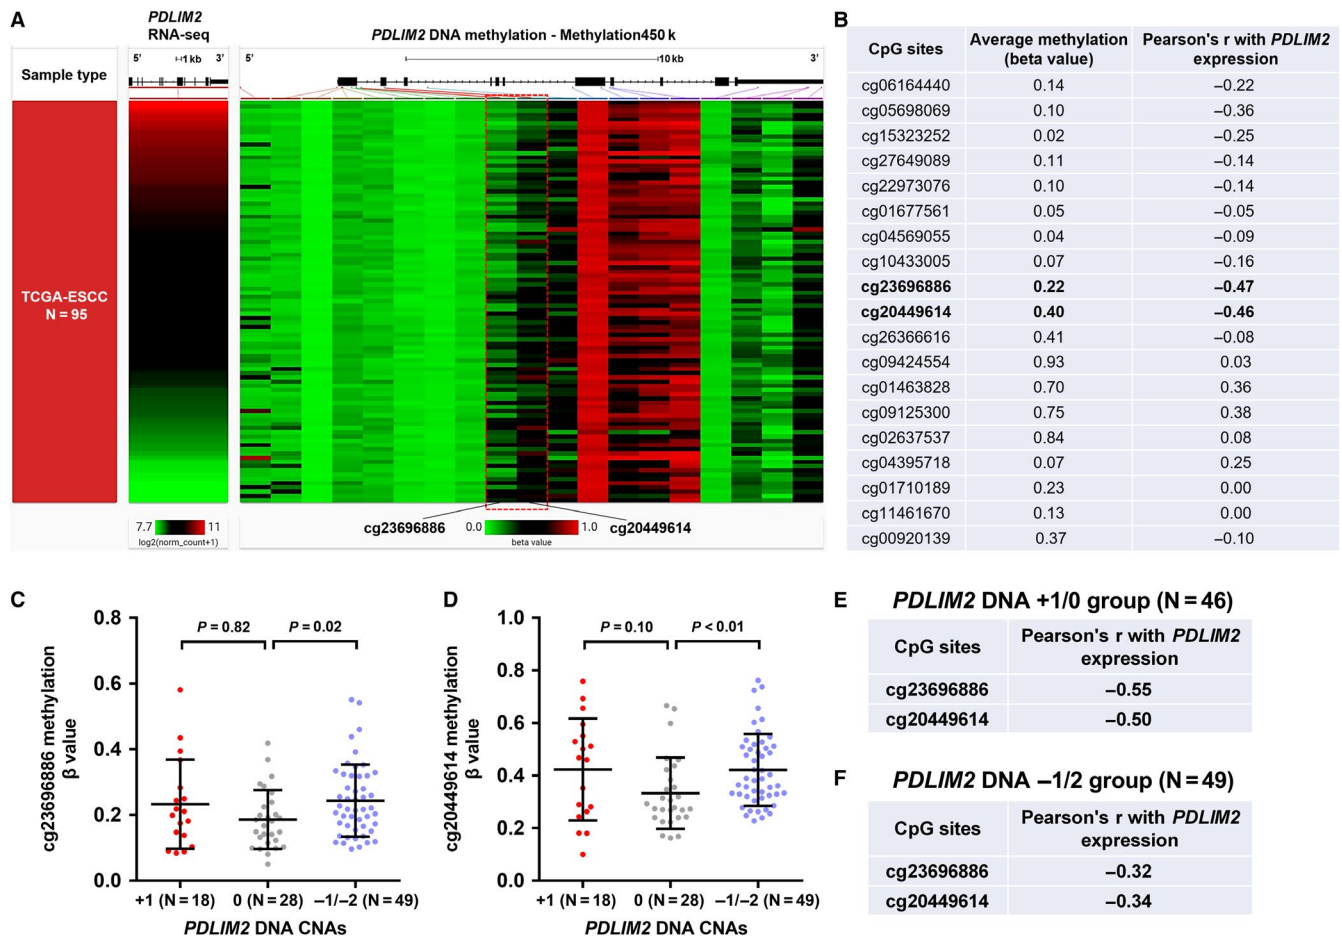 A
PDLIM2
RNA-seq
PDLIM2 DNA methylation - Methylation450 k
Sample type
5′ 1 kb 3′
5′ 10 kb 3′
TCGA-ESCC
N = 95
7.7 11
log2(norm_count+1)
cg23696886 0.0 1.0 cg20449614
beta value
B
CpG sites Average methylation (beta value) Pearson's r with PDLIM2 expression
cg06164440 0.14 –0.22
cg05698069 0.10 –0.36
cg15323252 0.02 –0.25
cg27649089 0.11 –0.14
cg22973076 0.10 –0.14
cg01677561 0.05 –0.05
cg04569055 0.04 –0.09
cg10433005 0.07 –0.16
cg23696886 0.22 –0.47
cg20449614 0.40 –0.46
cg26366616 0.41 –0.08
cg09424554 0.93 0.03
cg01463828 0.70 0.36
cg09125300 0.75 0.38
cg02637537 0.84 0.08
cg04395718 0.07 0.25
cg01710189 0.23 0.00
cg11461670 0.13 0.00
cg00920139 0.37 –0.10
C
cg23696886 methylation
β value
0.8
0.6
0.4
0.2
0.0
P = 0.82 P = 0.02
+1 (N = 18) 0 (N = 28) –1/–2 (N = 49)
PDLIM2 DNA CNAs
D
cg20449614 methylation
β value
1.0
0.8
0.6
0.4
0.2
0.0
P = 0.10 P < 0.01
+1 (N = 18) 0 (N = 28) –1/–2 (N = 49)
PDLIM2 DNA CNAs
E
PDLIM2 DNA +1/0 group (N = 46)
CpG sites Pearson's r with PDLIM2 expression
cg23696886 –0.55
cg20449614 –0.50
F
PDLIM2 DNA –1/2 group (N = 49)
CpG sites Pearson's r with PDLIM2 expression
cg23696886 –0.32
cg20449614 –0.34